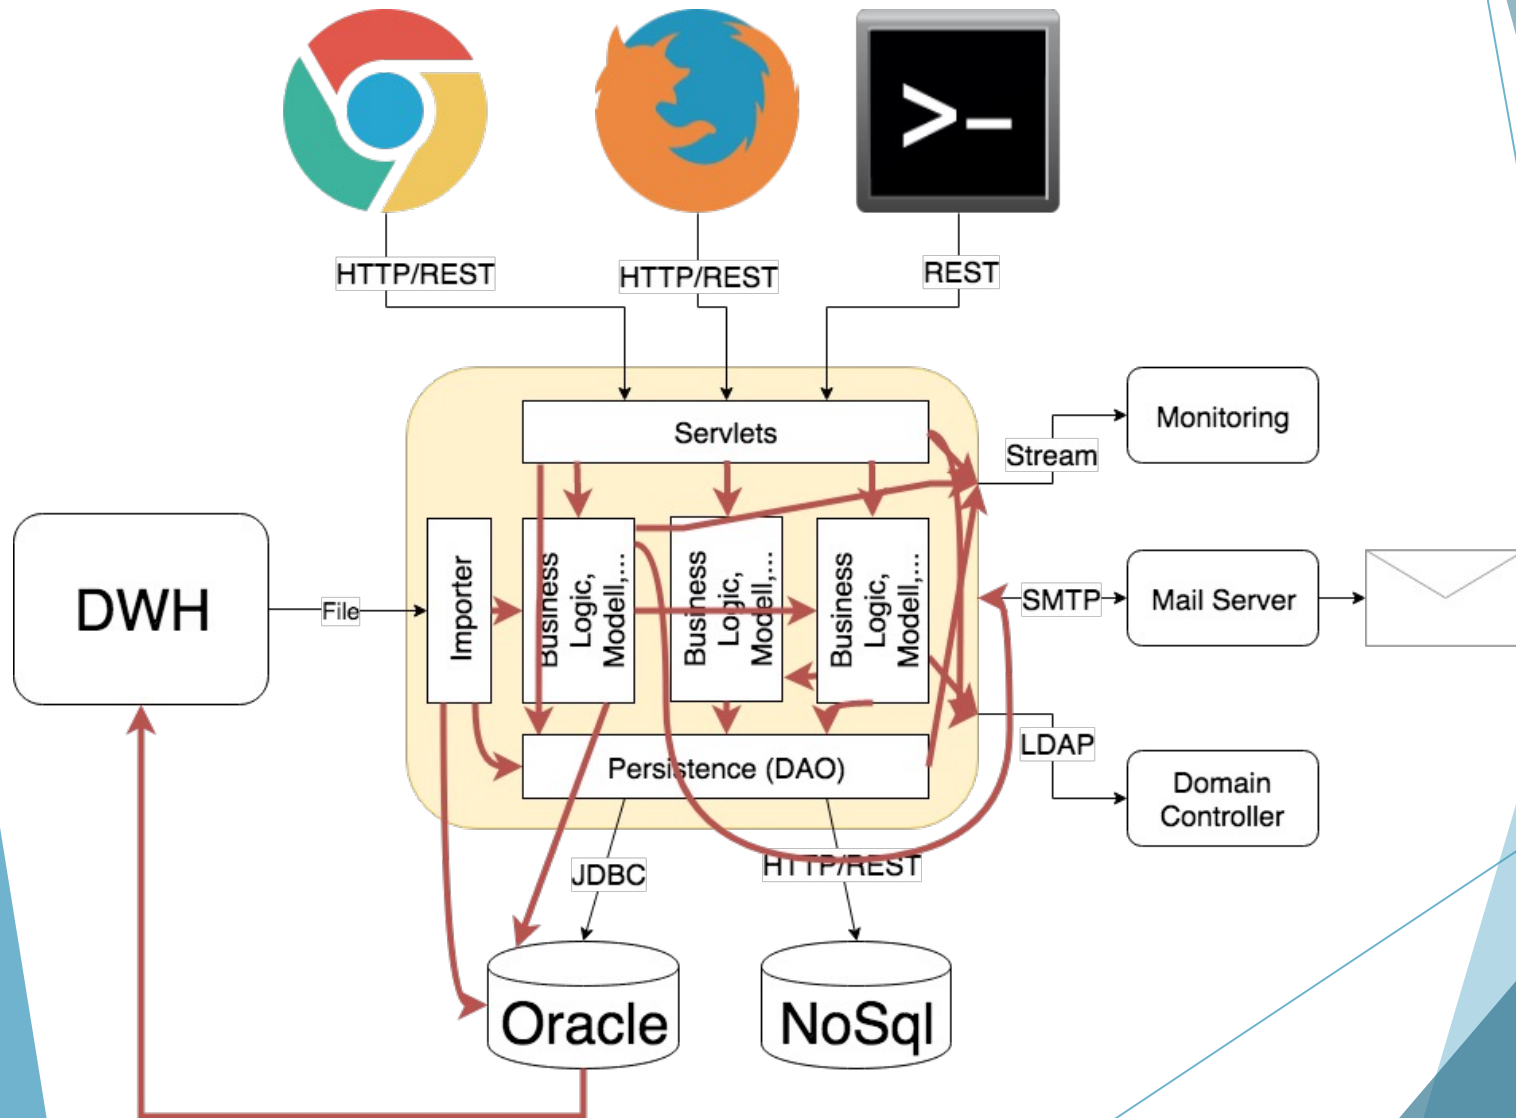 >_
HTTP/REST
HTTP/REST
REST
Servlets
Monitoring
Stream
DWH
File
Importer
Business
Logic,
Modell,...
Business
Logic,
Modell,...
Business
Logic,
Modell,...
SMTP
Mail Server
Persistence (DAO)
LDAP
Domain
Controller
JDBC
HTTP/REST
Oracle
NoSql